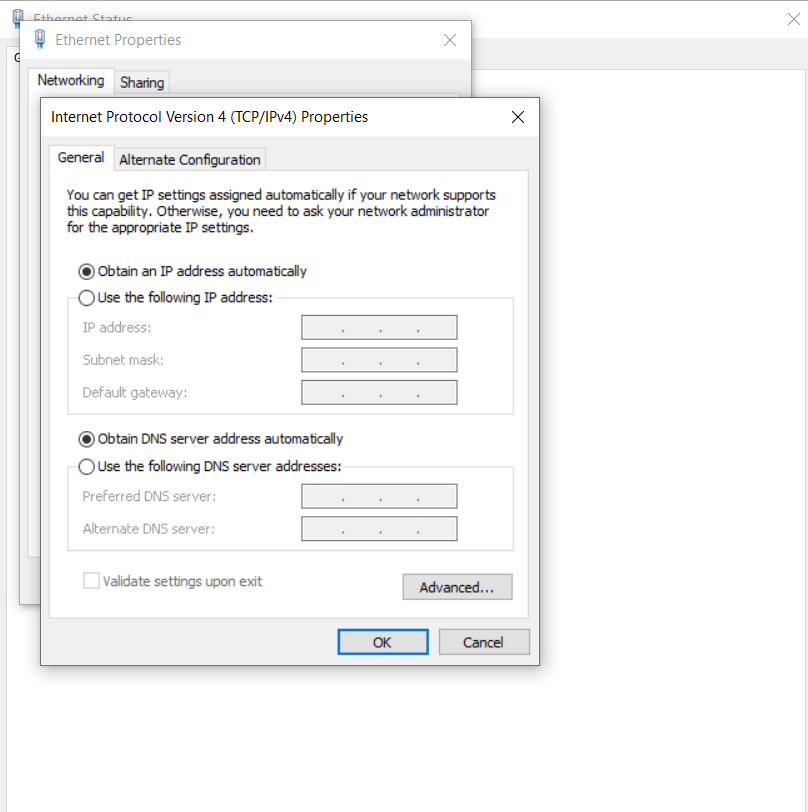 Ethernet Status
Ethernet Properties
Networking
Sharing
Internet Protocol Version 4 (TCP/IPv4) Properties
General
Alternate Configuration
You can get IP settings assigned automatically if your network supports
this capability. Otherwise, you need to ask your network administrator
for the appropriate IP settings.
Obtain an IP address automatically
Use the following IP address:
IP address:
Subnet mask:
Default gateway:
Obtain DNS server address automatically
Use the following DNS server addresses:
Preferred DNS server:
Alternate DNS server:
Validate settings upon exit
Advanced...
OK
Cancel